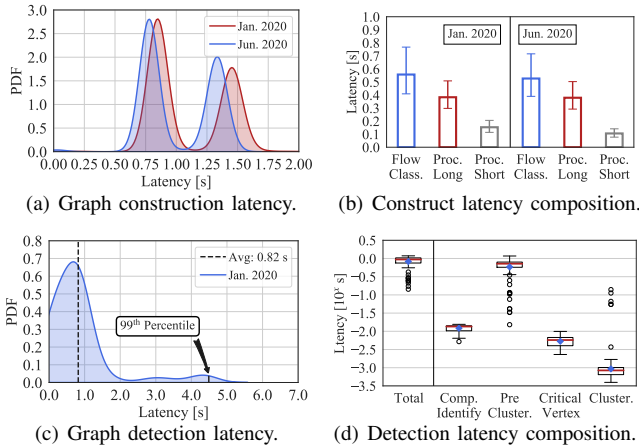 3.0
2.5
2.0
1.5
1.0
0.5
0.0
PDF
Jan. 2020
Jun. 2020
0.00 0.25 0.50 0.75 1.00 1.25 1.50 1.75 2.00
Latency [s]
(a) Graph construction latency.
1.0
0.9
0.8
0.7
0.6
0.5
0.4
0.3
0.2
0.1
0.0
Latency [s]
Jan. 2020
Jun. 2020
Flow Proc. Proc. Flow Proc. Proc.
Class. Long Short Class. Long Short
(b) Construct latency composition.
0.8
0.7
0.6
0.5
0.4
0.3
0.2
0.1
0.0
PDF
Avg: 0.82 s
Jan. 2020
99th Percentile
0.0 1.0 2.0 3.0 4.0 5.0 6.0 7.0
Latency [s]
(c) Graph detection latency.
0.5
0.0
−0.5
−1.0
−1.5
−2.0
−2.5
−3.0
−3.5
Ltency [10ˣ s]
Total Comp. Pre Critical Cluster.
Identify Cluster. Vertex
(d) Detection latency composition.